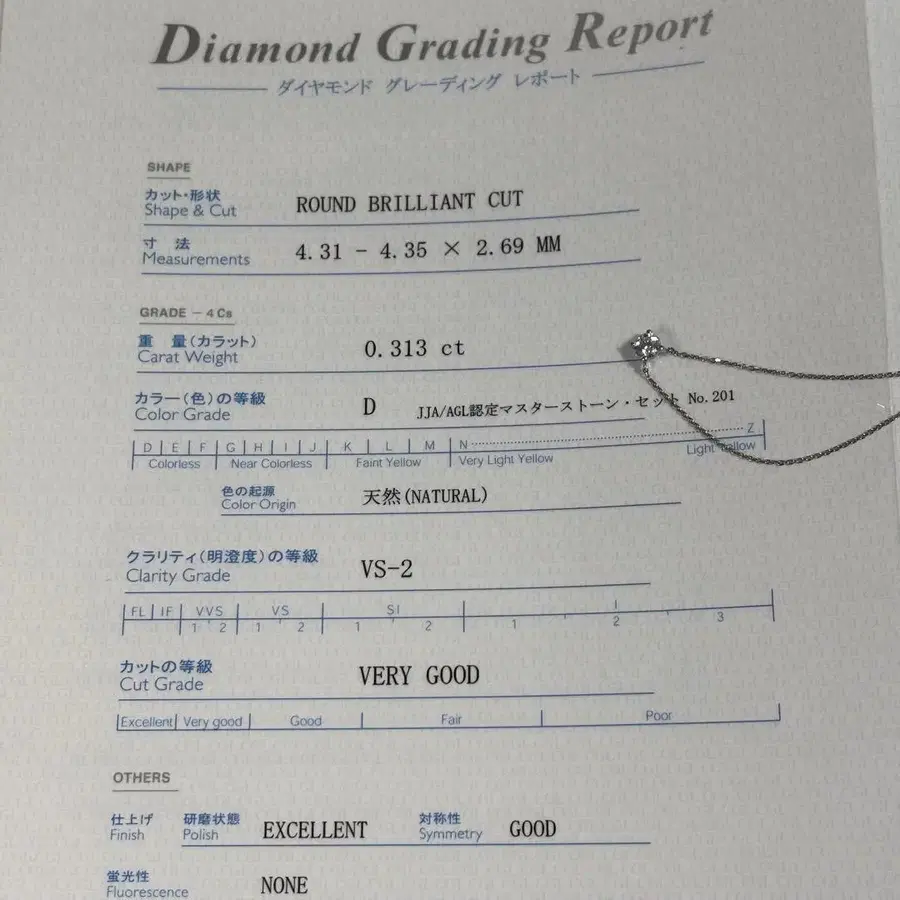 Diamond Grading Report
ダイヤモンド グレーディング レポート
SHAPE
カット・形状
Shape & Cut ROUND BRILLIANT CUT
寸 法
Measurements 4.31 - 4.35 × 2.69 MM
GRADE - 4Cs
重 量(カラット)
Carat Weight 0.313 ct
カラー(色)の等級
Color Grade D JJA/AGL認定マスターストーン・セット No.201
D E F G H I J K L M N Z
Colorless Near Colorless Faint Yellow Very Light Yellow Light Yellow
色の起源
Color Origin 天然(NATURAL)
クラリティ(明澄度)の等級
Clarity Grade VS-2
FL IF VVS VS SI I
1 2 1 2 1 2 1 2 3
カットの等級
Cut Grade VERY GOOD
Excellent Very good Good Fair Poor
OTHERS
仕上げ 研磨状態 対称性
Finish Polish EXCELLENT Symmetry GOOD
蛍光性
Fluorescence NONE